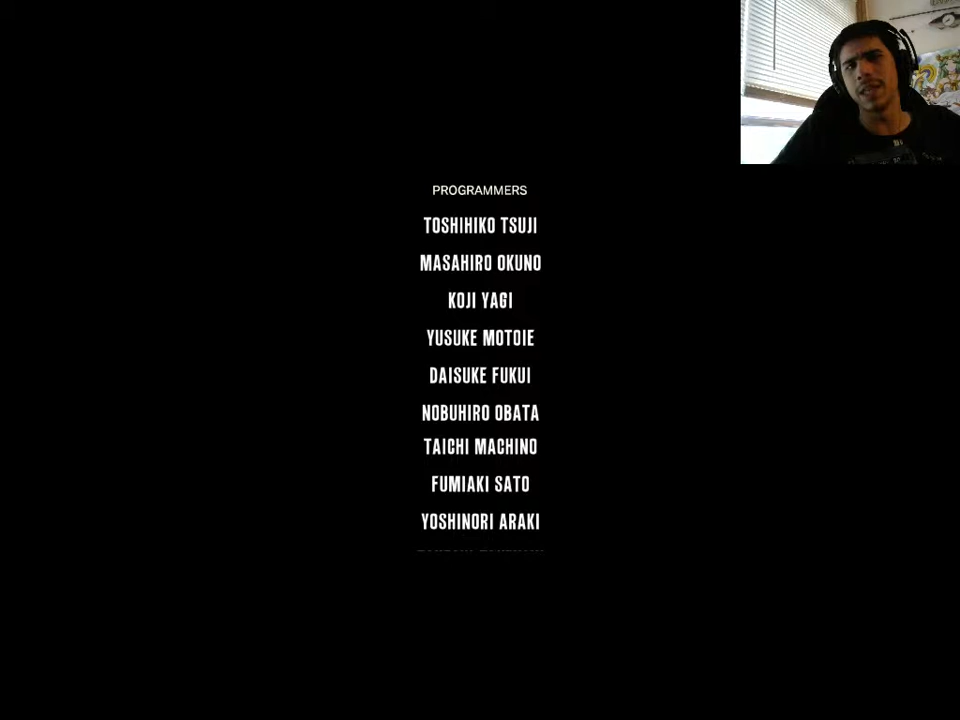 PROGRAMMERS
TOSHIHIKO TSUJI
MASAHIRO OKUNO
KOJI YAGI
YUSUKE MOTOIE
DAISUKE FUKUI
NOBUHIRO OBATA
TAICHI MACHINO
FUMIAKI SATO
YOSHINORI ARAKI